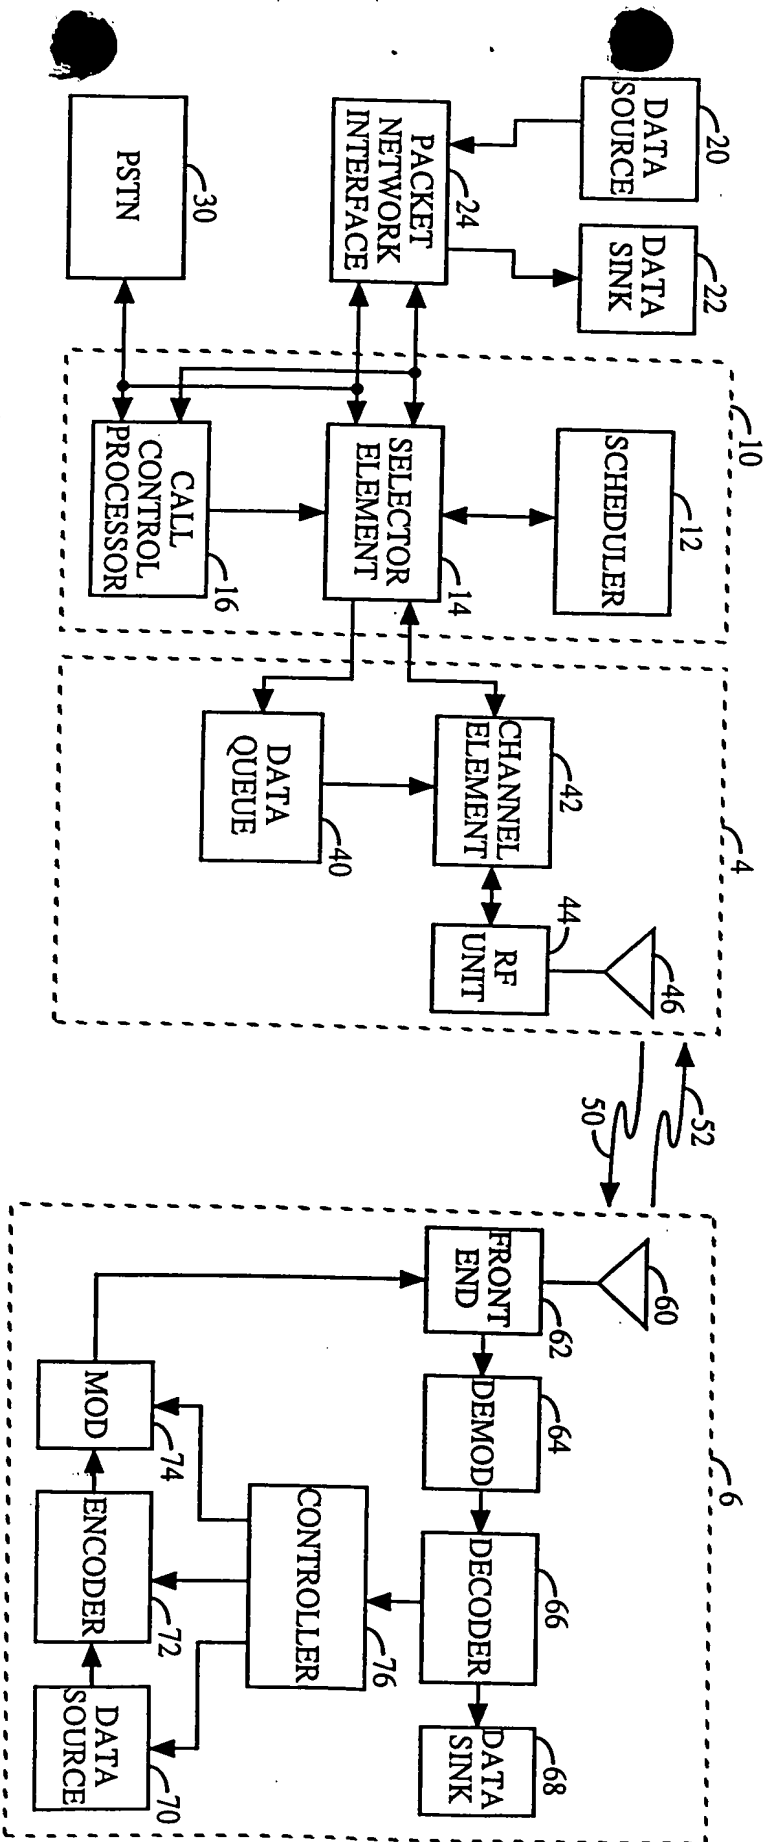 20
DATA
SOURCE
22
DATA
SINK
24
PACKET
NETWORK
INTERFACE
30
PSTN
10
12
SCHEDULER
14
SELECTOR
ELEMENT
16
CALL
CONTROL
PROCESSOR
4
42
CHANNEL
ELEMENT
40
DATA
QUEUE
44
RF
UNIT
46
52
50
6
60
62
FRONT
END
64
DEMOD
66
DECODER
68
DATA
SINK
76
CONTROLLER
74
MOD
72
ENCODER
70
DATA
SOURCE